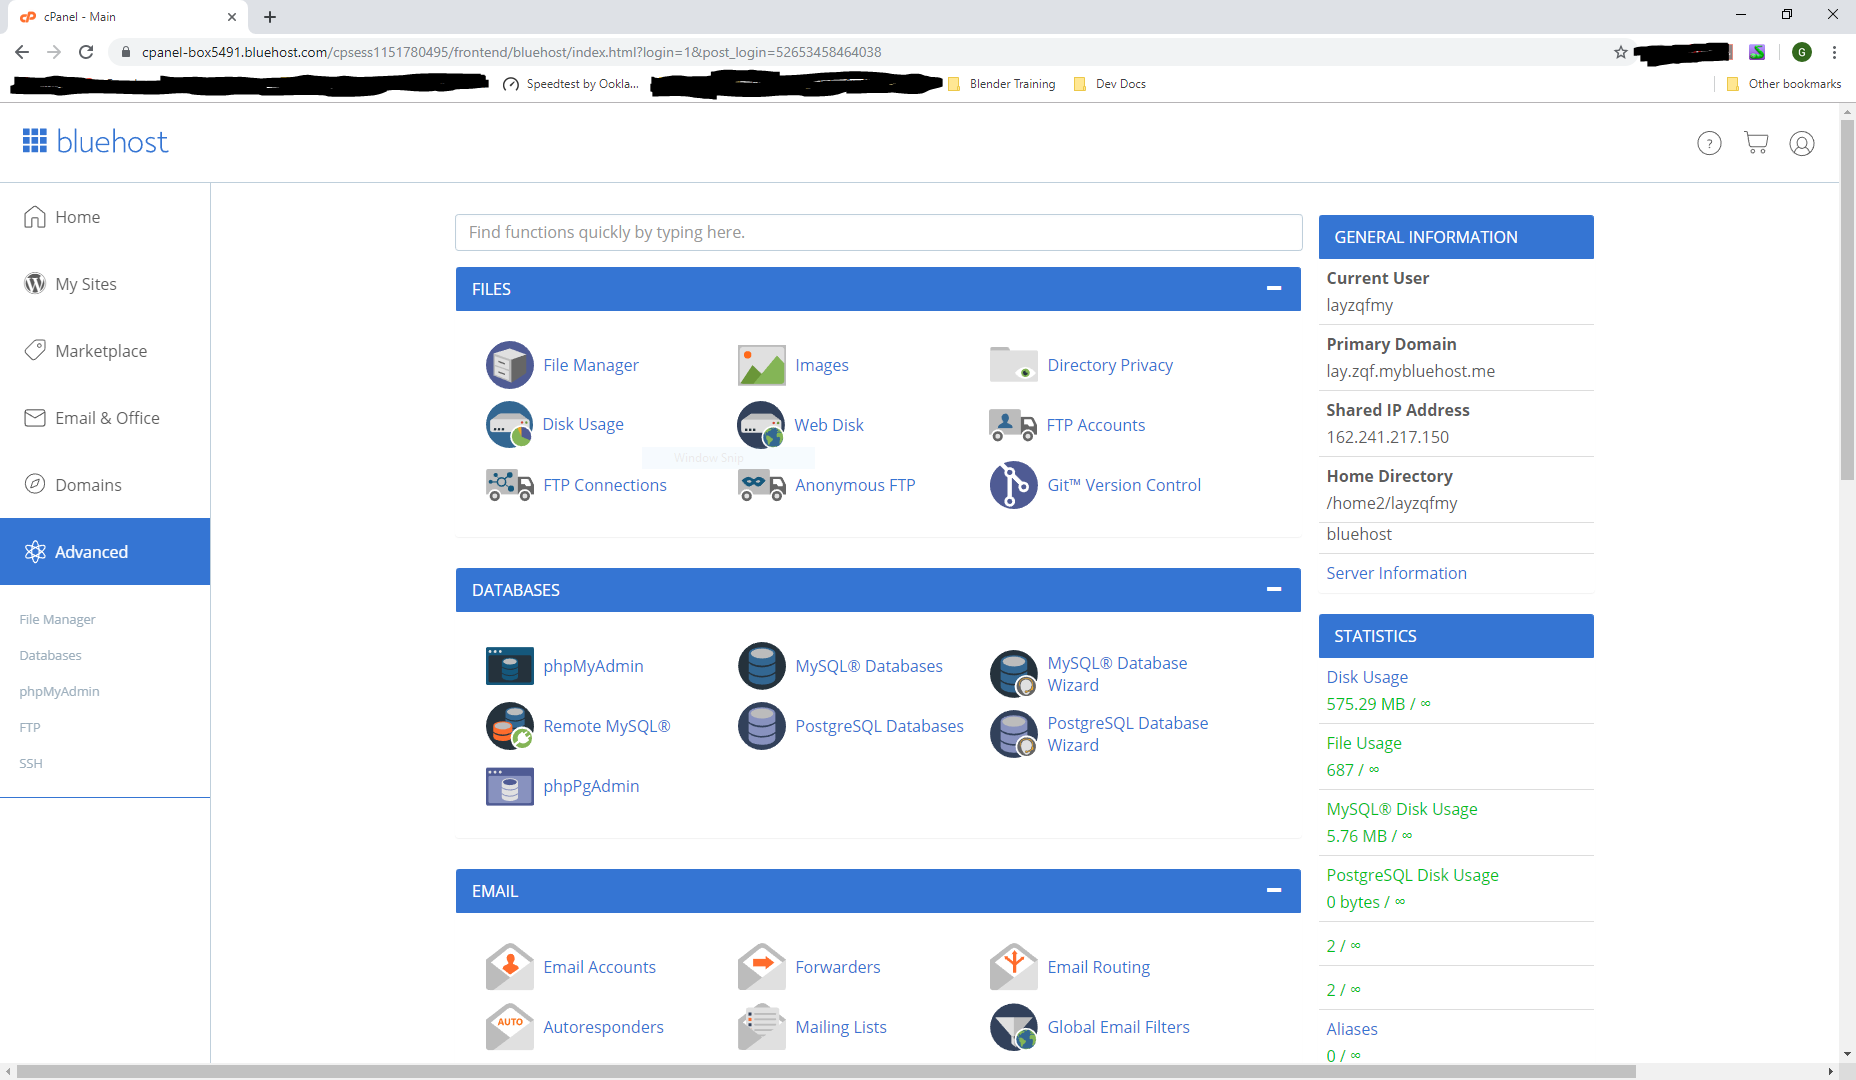 cPanel - Main
cpanel-box5491.bluehost.com/cpsess1151780495/frontend/bluehost/index.html?login=1&post_login=52653458464038
G
Speedtest by Ookla...
Blender Training
Dev Docs
Other bookmarks
bluehost
?
Home
My Sites
Marketplace
Email & Office
Domains
Advanced
File Manager
Databases
phpMyAdmin
FTP
SSH
Find functions quickly by typing here.
FILES
File Manager
Images
Directory Privacy
Disk Usage
Web Disk
FTP Accounts
Window Snip
FTP Connections
Anonymous FTP
Git™ Version Control
DATABASES
phpMyAdmin
MySQL® Databases
MySQL® Database
Wizard
Remote MySQL®
PostgreSQL Databases
PostgreSQL Database
Wizard
phpPgAdmin
EMAIL
Email Accounts
Forwarders
Email Routing
AUTO
Autoresponders
Mailing Lists
Global Email Filters
GENERAL INFORMATION
Current User
layzqfmy
Primary Domain
lay.zqf.mybluehost.me
Shared IP Address
162.241.217.150
Home Directory
/home2/layzqfmy
bluehost
Server Information
STATISTICS
Disk Usage
575.29 MB / ∞
File Usage
687 / ∞
MySQL® Disk Usage
5.76 MB / ∞
PostgreSQL Disk Usage
0 bytes / ∞
2 / ∞
2 / ∞
Aliases
0 / ∞